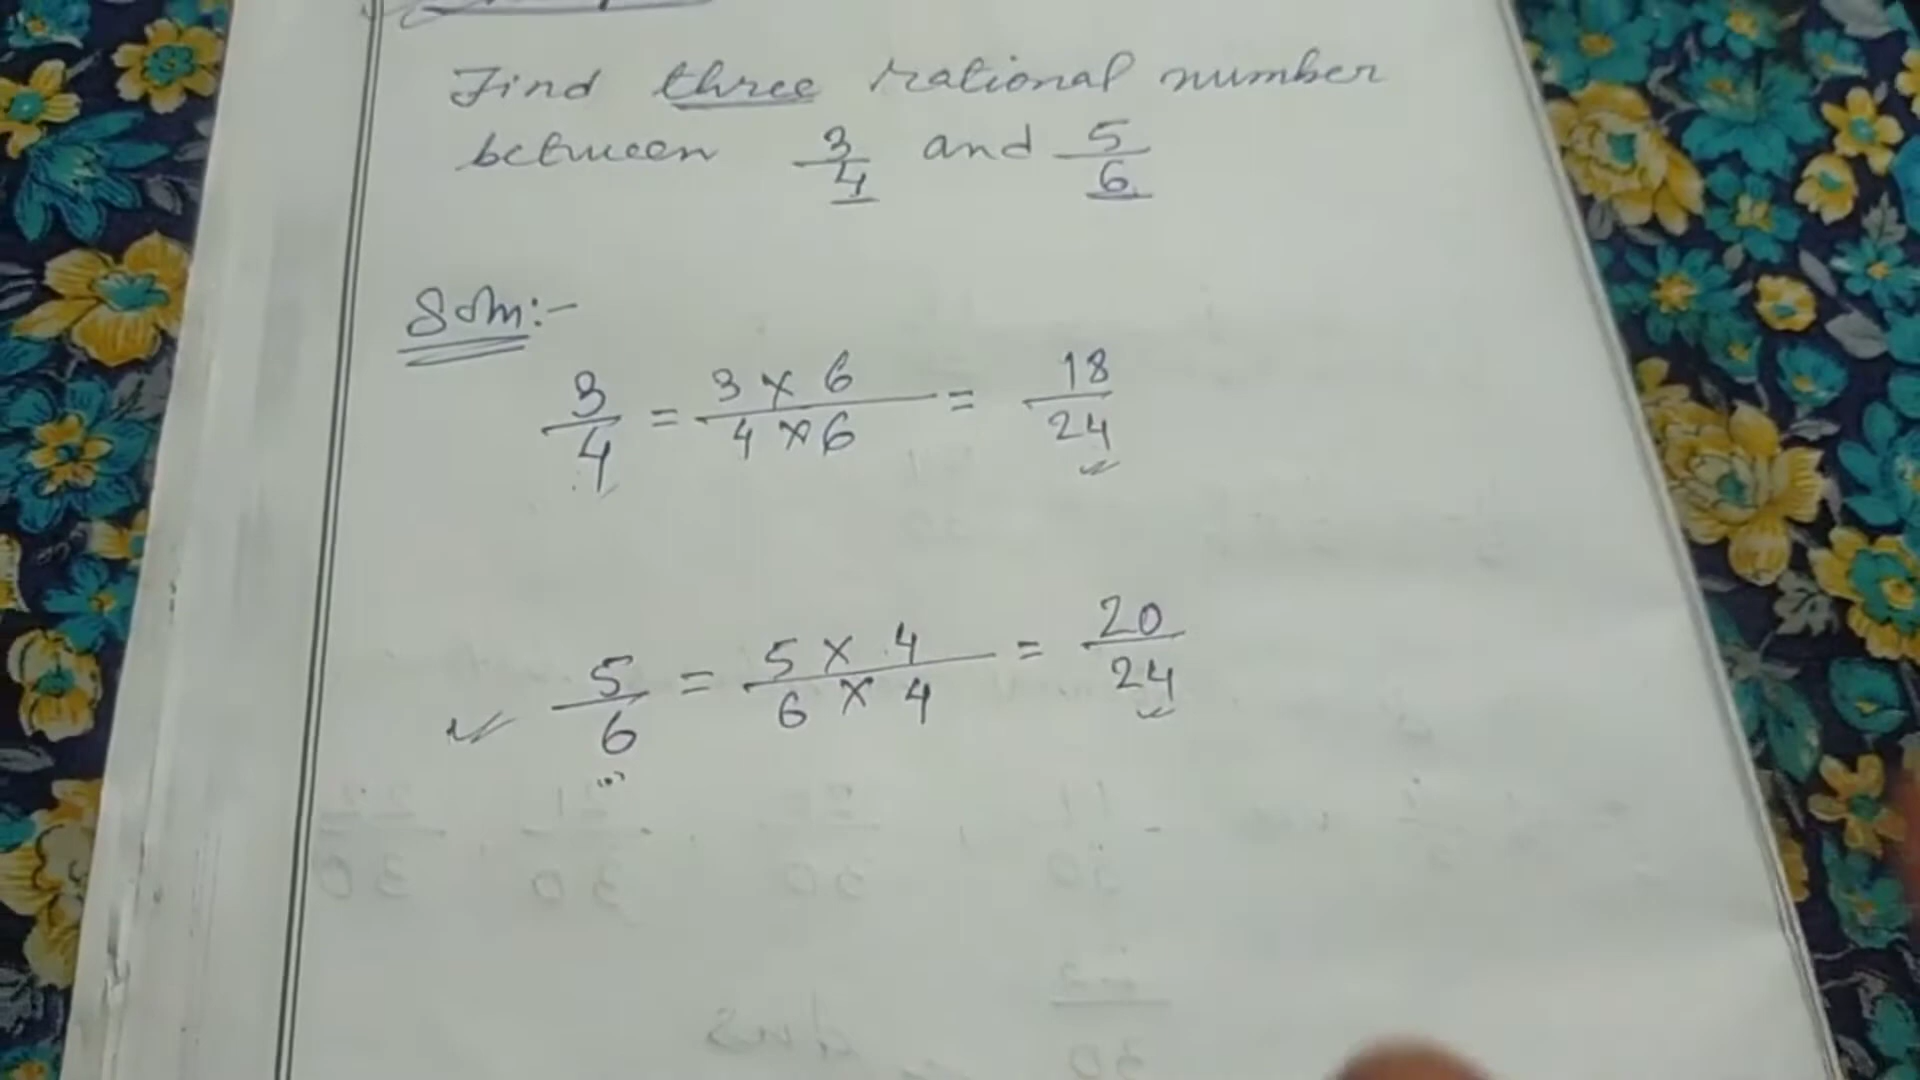 Find three rational number
between 3/4 and 5/6
Soln:-
3/4 = 3 x 6 / 4 x 6 = 18/24
5/6 = 5 x 4 / 6 x 4 = 20/24